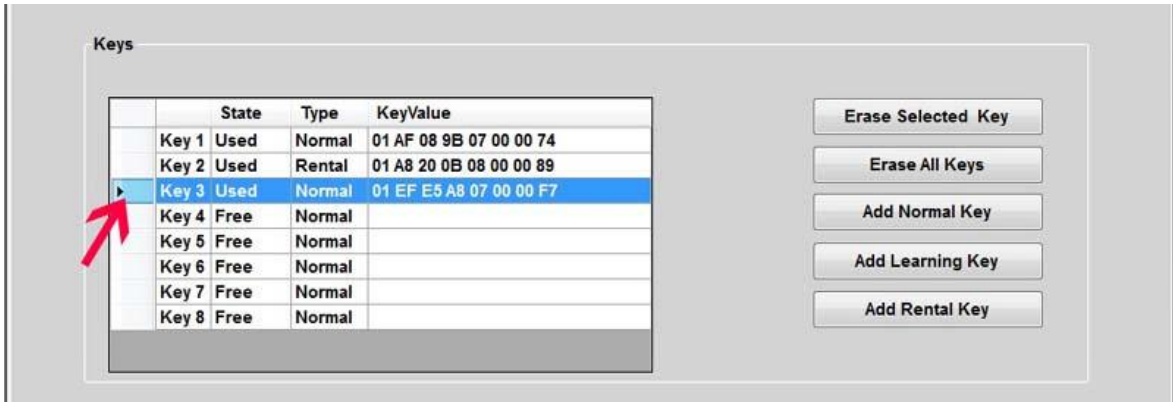 Keys
State Type KeyValue
Key 1 Used Normal 01 AF 08 9B 07 00 00 74
Key 2 Used Rental 01 A8 20 0B 08 00 00 89
Key 3 Used Normal 01 EF E5 A8 07 00 00 F7
Key 4 Free Normal
Key 5 Free Normal
Key 6 Free Normal
Key 7 Free Normal
Key 8 Free Normal
Erase Selected Key
Erase All Keys
Add Normal Key
Add Learning Key
Add Rental Key